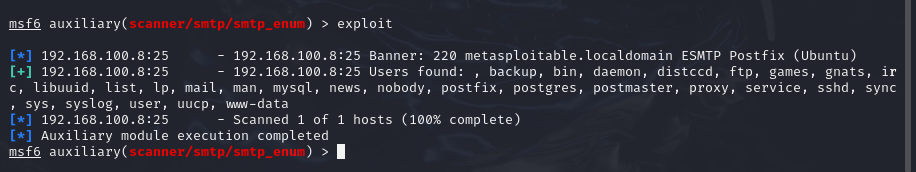 msf6 auxiliary(scanner/smtp/smtp_enum) > exploit
[*] 192.168.100.8:25      - 192.168.100.8:25 Banner: 220 metasploitable.localdomain ESMTP Postfix (Ubuntu)
[+] 192.168.100.8:25      - 192.168.100.8:25 Users found: , backup, bin, daemon, distccd, ftp, games, gnats, ir
c, libuuid, list, lp, mail, man, mysql, news, nobody, postfix, postgres, postmaster, proxy, service, sshd, sync
, sys, syslog, user, uucp, www-data
[*] 192.168.100.8:25      - Scanned 1 of 1 hosts (100% complete)
[*] Auxiliary module execution completed
msf6 auxiliary(scanner/smtp/smtp_enum) >